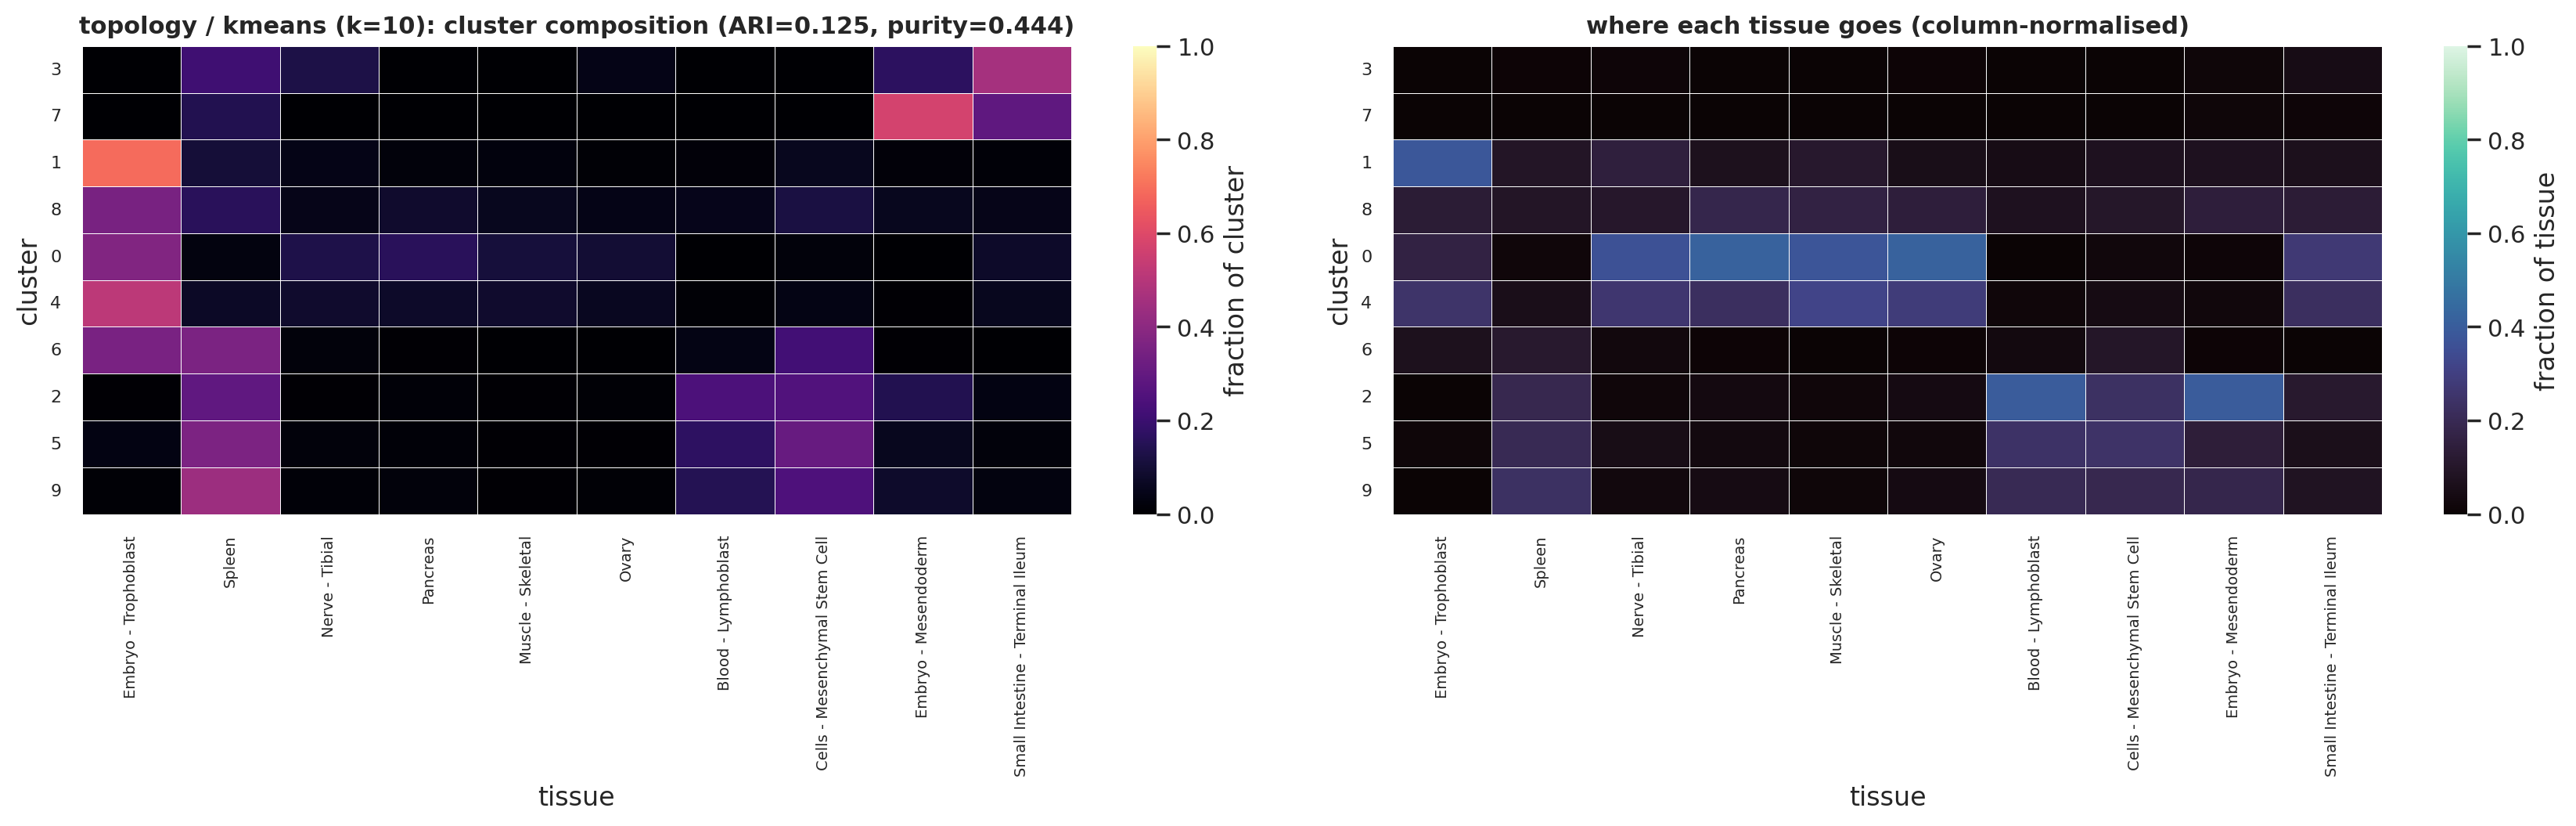 topology / kmeans (k=10): cluster composition (ARI=0.125, purity=0.444)
cluster
3
7
1
8
0
4
6
2
5
9
Embryo - Trophoblast
Spleen
Nerve - Tibial
Pancreas
Muscle - Skeletal
Ovary
Blood - Lymphoblast
Cells - Mesenchymal Stem Cell
Embryo - Mesendoderm
Small Intestine - Terminal Ileum
tissue
1.0
0.8
0.6
0.4
0.2
0.0
fraction of cluster
where each tissue goes (column-normalised)
cluster
3
7
1
8
0
4
6
2
5
9
Embryo - Trophoblast
Spleen
Nerve - Tibial
Pancreas
Muscle - Skeletal
Ovary
Blood - Lymphoblast
Cells - Mesenchymal Stem Cell
Embryo - Mesendoderm
Small Intestine - Terminal Ileum
tissue
1.0
0.8
0.6
0.4
0.2
0.0
fraction of tissue